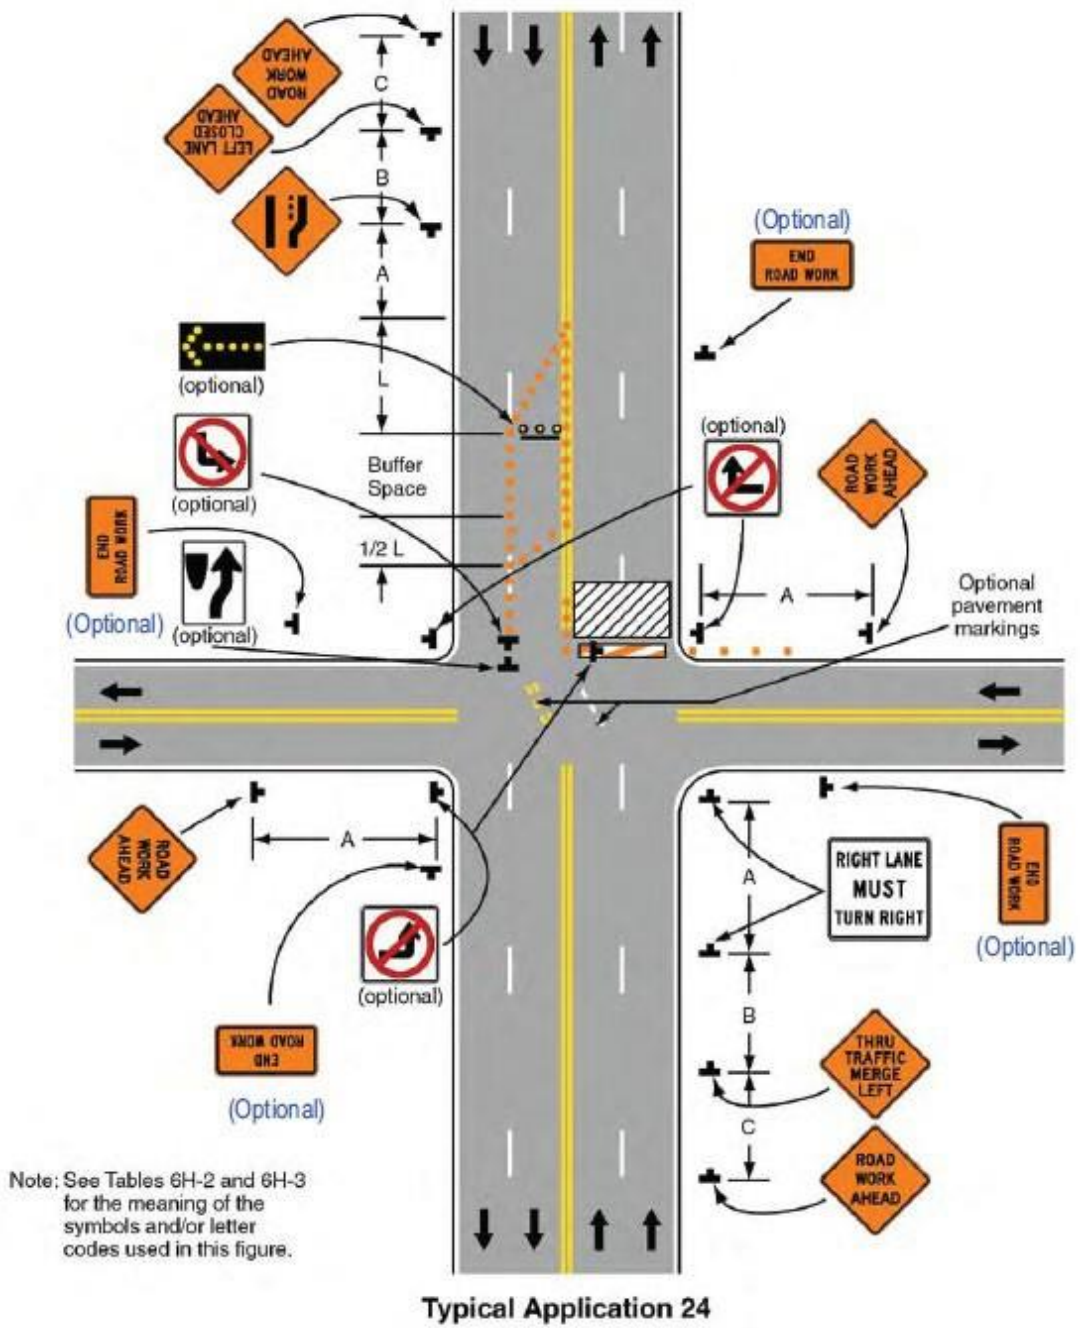 ROAD
WORK
AHEAD
C
LEFT LANE
CLOSED
AHEAD
B
A
(Optional)
END
ROAD WORK
(optional)
L
(optional)
Buffer
Space
(optional)
ROAD
WORK
AHEAD
END
ROAD WORK
1/2 L
(Optional)
(optional)
A
Optional
pavement
markings
ROAD
WORK
AHEAD
A
(optional)
A
RIGHT LANE
MUST
TURN RIGHT
END
ROAD WORK
(Optional)
END
ROAD WORK
(Optional)
B
THRU
TRAFFIC
MERGE
LEFT
C
ROAD
WORK
AHEAD
Note: See Tables 6H-2 and 6H-3
for the meaning of the
symbols and/or letter
codes used in this figure.
Typical Application 24